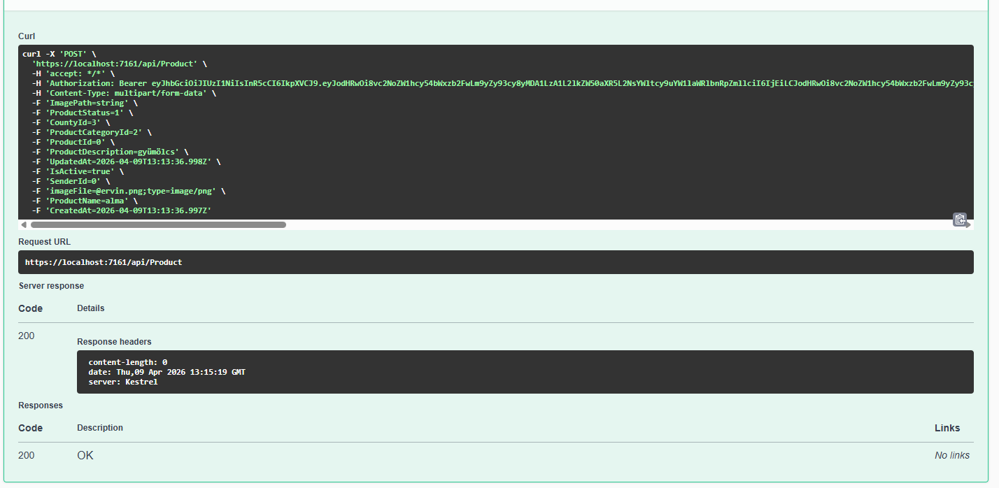 Curl
curl -X 'POST' \
'https://localhost:7161/api/Product' \
-H 'accept: */*' \
-H 'Authorization: Bearer eyJhbGciOiJIUzI1NiIsInR5cCI6IkpXVCJ9.eyJodHRwOi8vc2NoZW1hcy54bWxzb2FwLm9yZy93cy8yMDA1LzA1L2lkZW50aXR5L2NsYWltcy9uYW1laWRlbnRpZmllciI6IjEiLCJodHRwOi8vc2NoZW1hcy54bWxzb2FwLm9yZy93c
-H 'Content-Type: multipart/form-data' \
-F 'ImagePath=string' \
-F 'ProductStatus=1' \
-F 'CountyId=3' \
-F 'ProductCategoryId=2' \
-F 'ProductId=0' \
-F 'ProductDescription=gyümölcs' \
-F 'UpdatedAt=2026-04-09T13:13:36.998Z' \
-F 'IsActive=true' \
-F 'SenderId=0' \
-F 'imageFile=@ervin.png;type=image/png' \
-F 'ProductName=alma' \
-F 'CreatedAt=2026-04-09T13:13:36.997Z'
Request URL
https://localhost:7161/api/Product
Server response
Code Details
200
Response headers
content-length: 0
date: Thu,09 Apr 2026 13:15:19 GMT
server: Kestrel
Responses
Code Description Links
200 OK No links